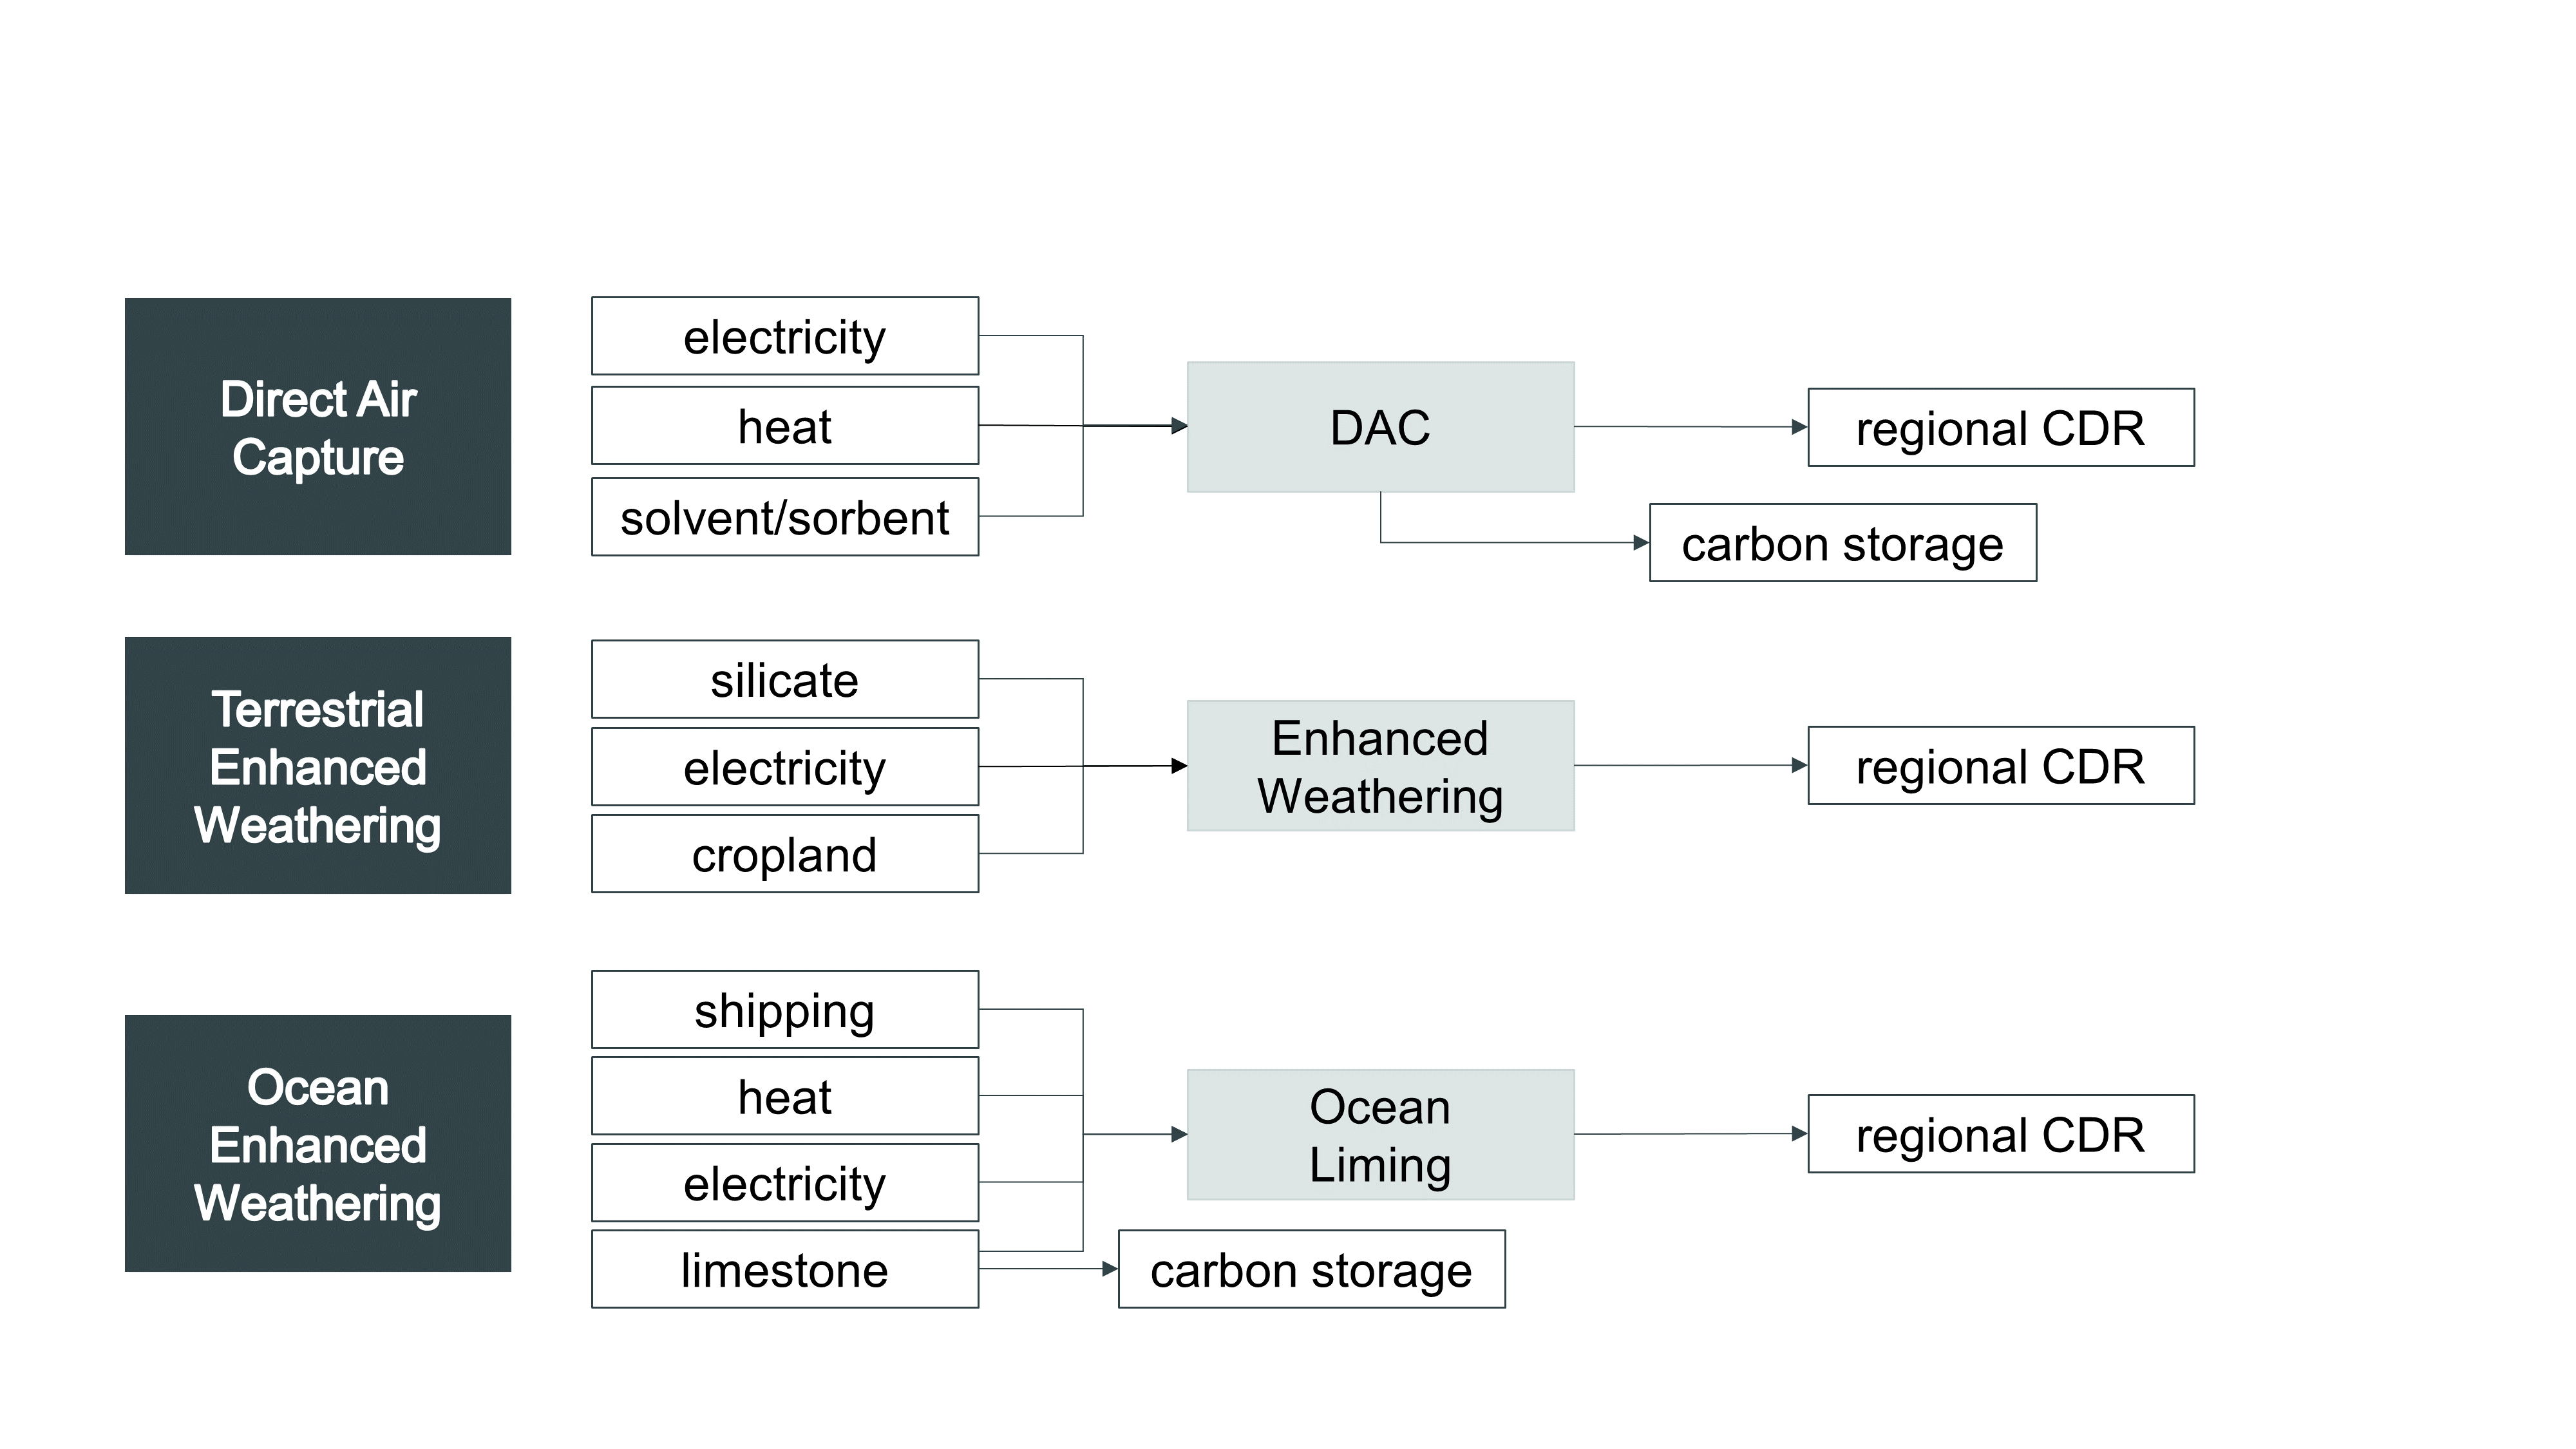 Direct Air
Capture
electricity
heat
solvent/sorbent
DAC
regional CDR
carbon storage
Terrestrial
Enhanced
Weathering
silicate
electricity
cropland
Enhanced
Weathering
regional CDR
Ocean
Enhanced
Weathering
shipping
heat
electricity
limestone
Ocean
Liming
carbon storage
regional CDR